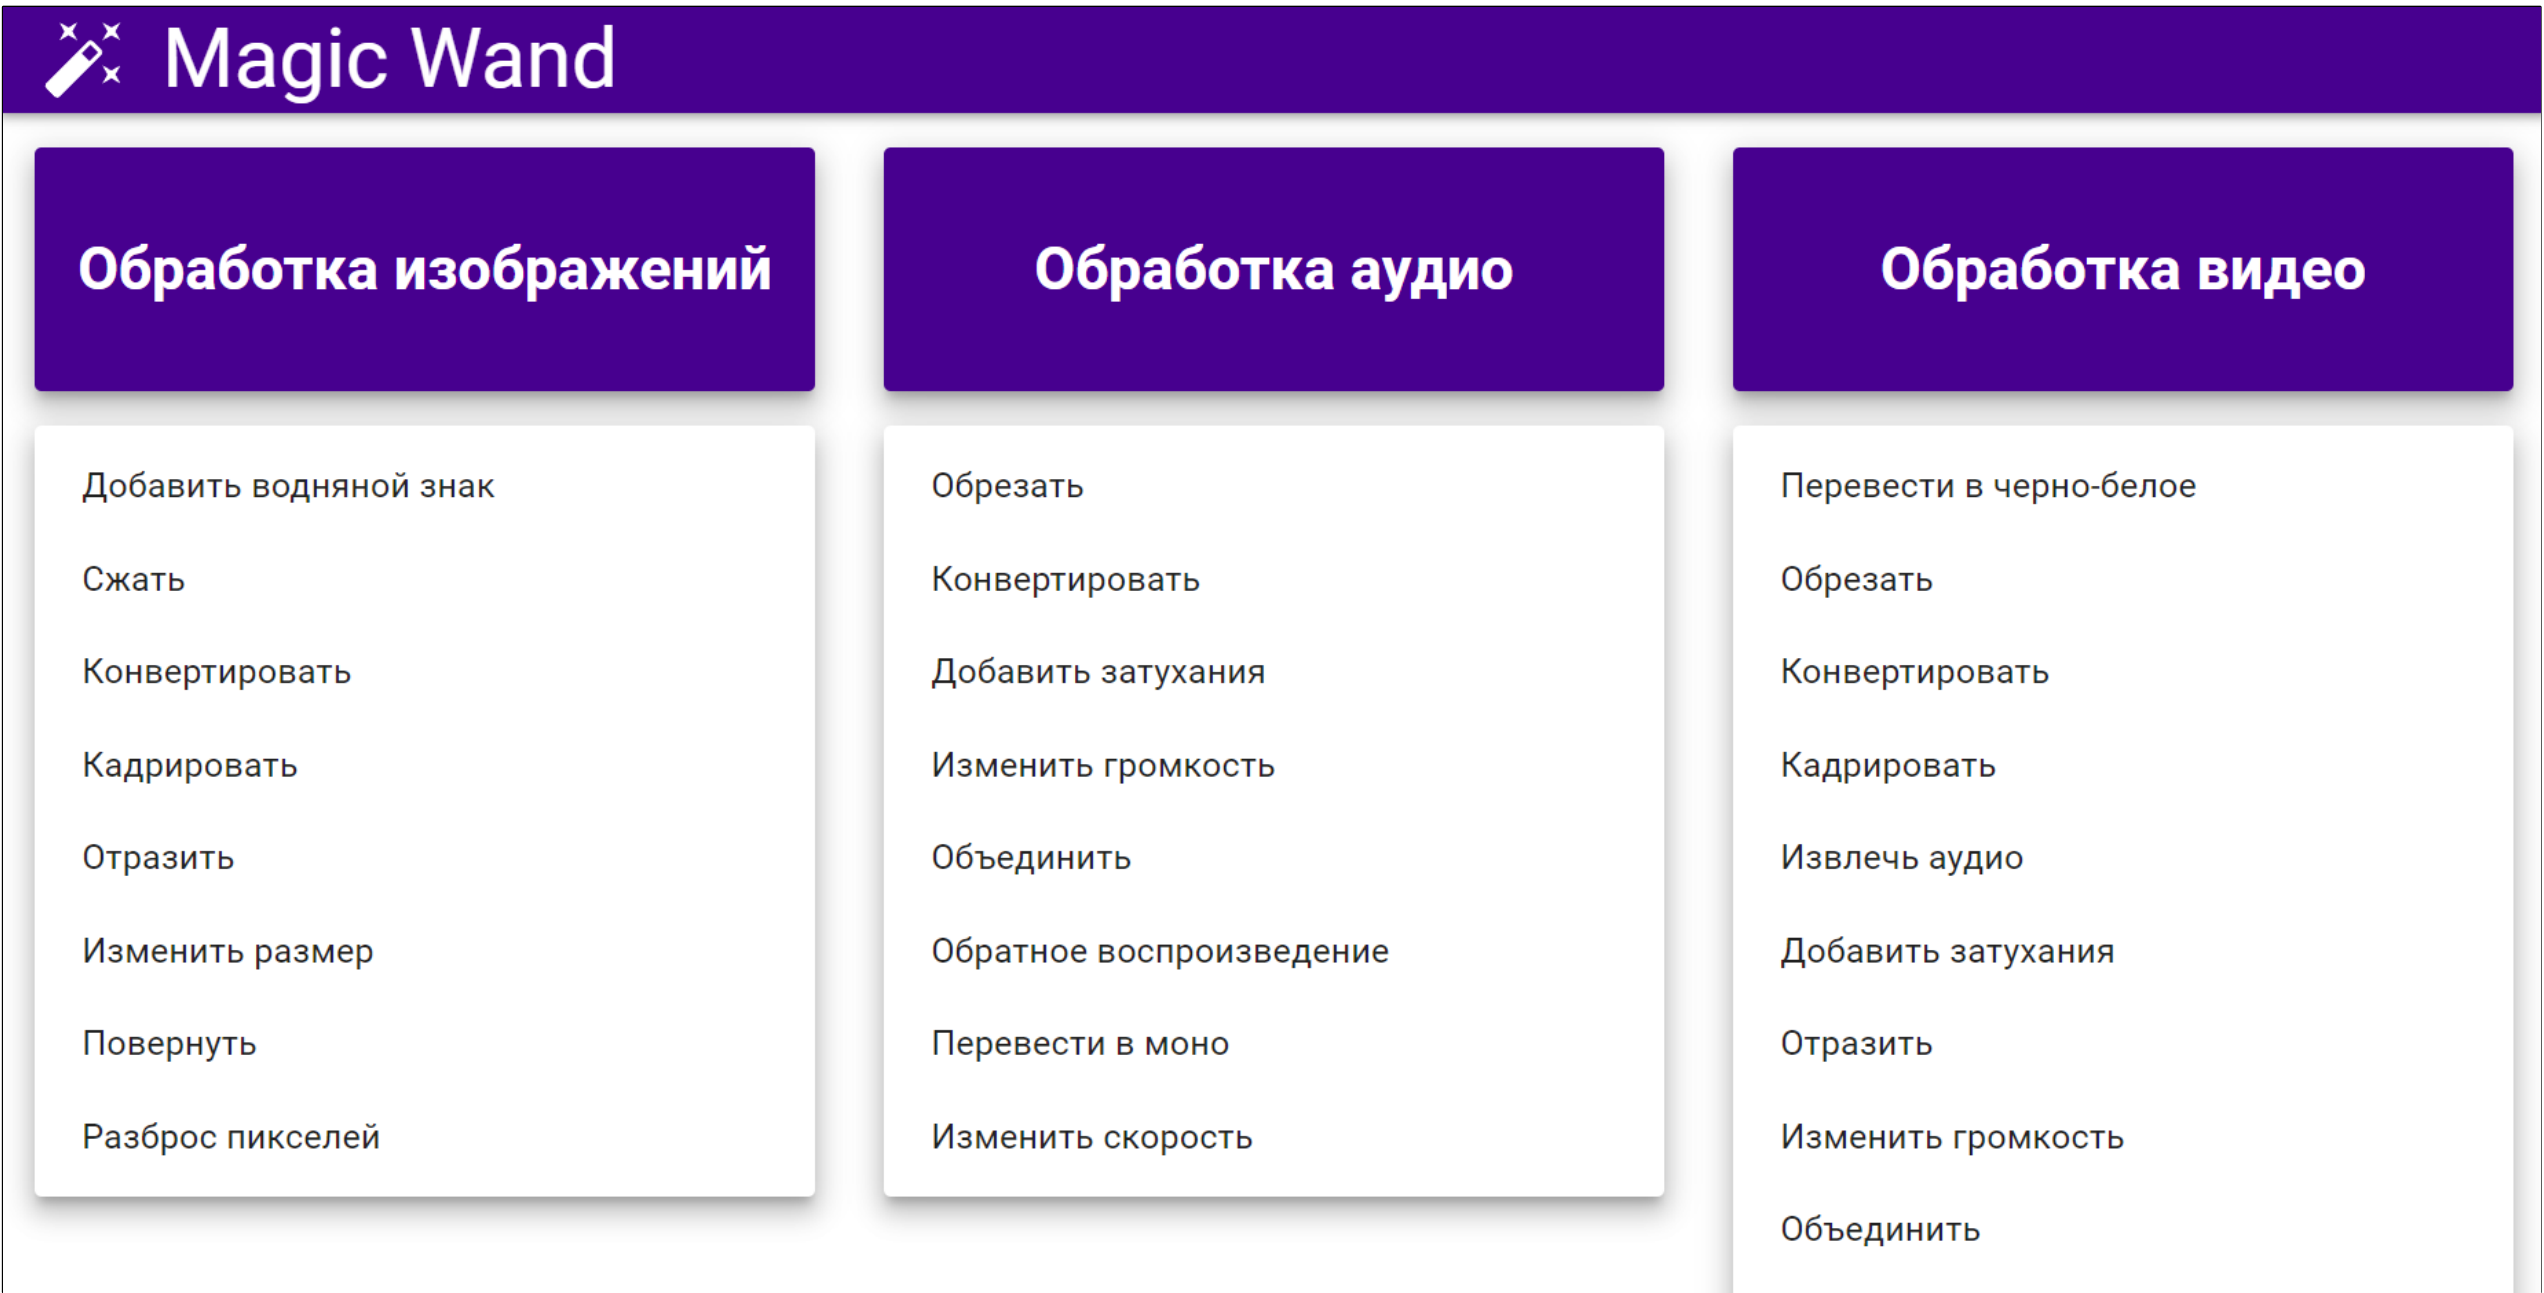 Magic Wand
Обработка изображений
Добавить водняной знак
Сжать
Конвертировать
Кадрировать
Отразить
Изменить размер
Повернуть
Разброс пикселей
Обработка аудио
Обрезать
Конвертировать
Добавить затухания
Изменить громкость
Объединить
Обратное воспроизведение
Перевести в моно
Изменить скорость
Обработка видео
Перевести в черно-белое
Обрезать
Конвертировать
Кадрировать
Извлечь аудио
Добавить затухания
Отразить
Изменить громкость
Объединить